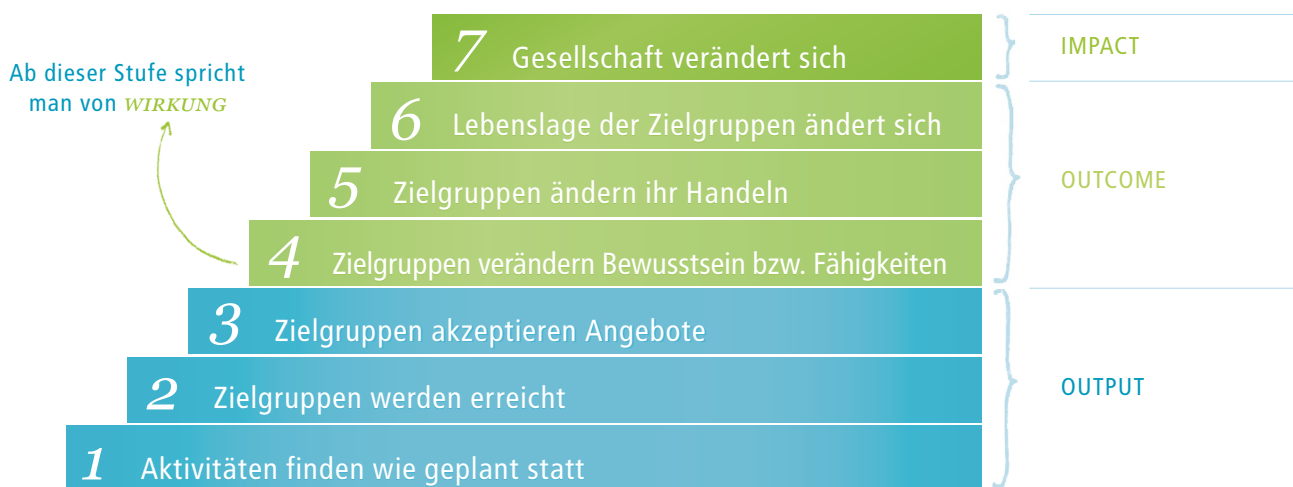 Ab dieser Stufe spricht
man von WIRKUNG
7 Gesellschaft verändert sich
IMPACT
6 Lebenslage der Zielgruppen ändert sich
5 Zielgruppen ändern ihr Handeln
OUTCOME
4 Zielgruppen verändern Bewusstsein bzw. Fähigkeiten
3 Zielgruppen akzeptieren Angebote
2 Zielgruppen werden erreicht
OUTPUT
1 Aktivitäten finden wie geplant statt